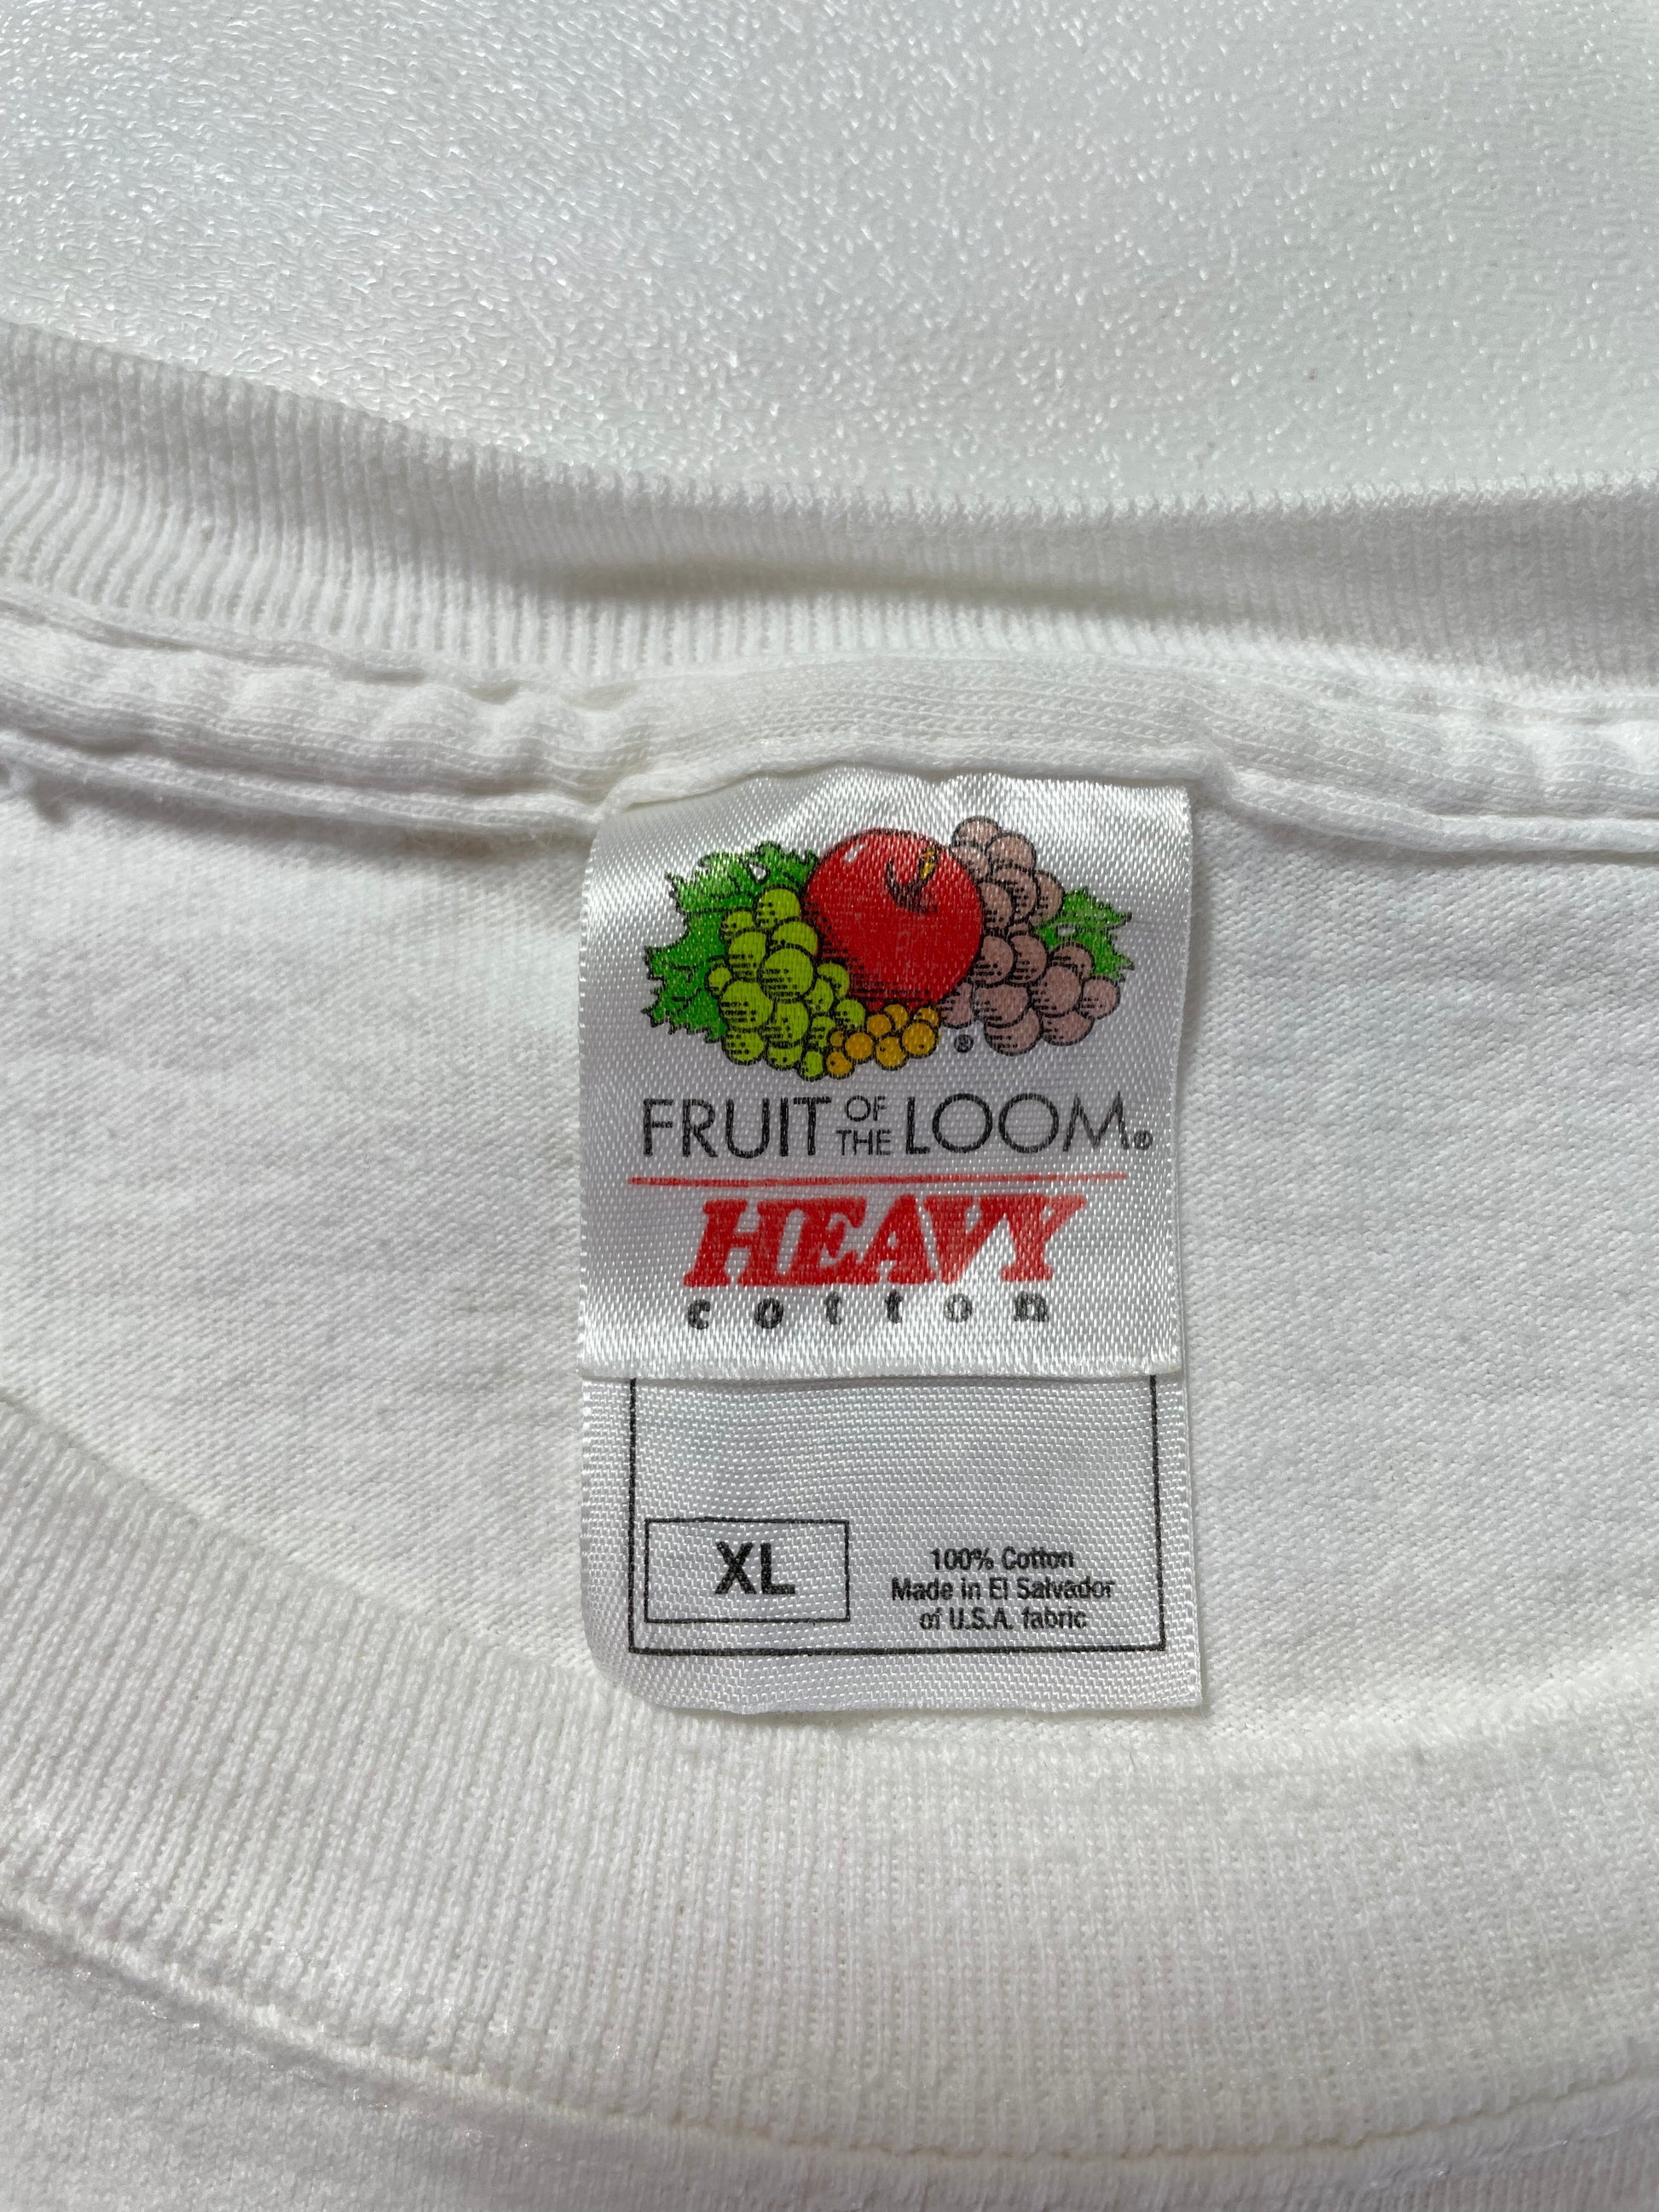 ®
FRUIT OF THE LOOM®
HEAVY
cotton
XL
100% Cotton
Made in El Salvador
of U.S.A. fabric